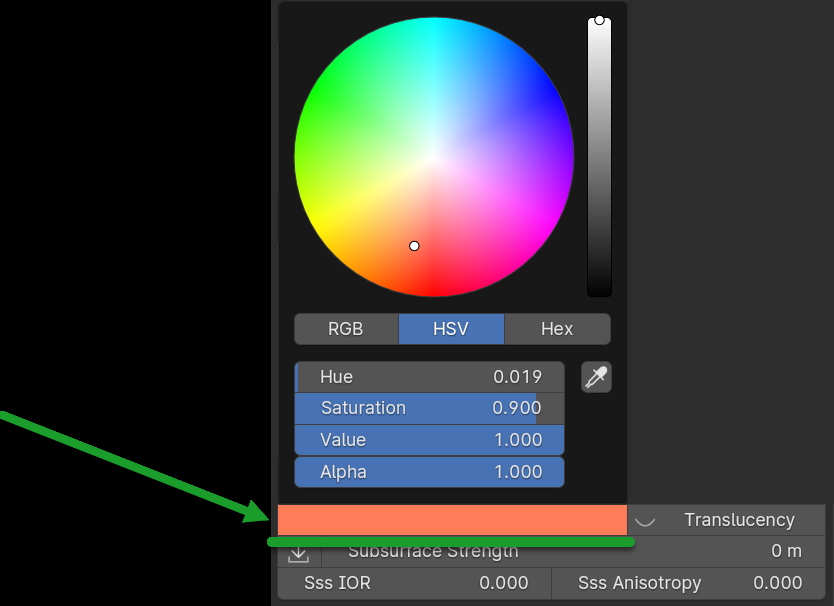 RGB HSV Hex
Hue 0.019
Saturation 0.900
Value 1.000
Alpha 1.000
Translucency
Subsurface Strength 0 m
Sss IOR 0.000 Sss Anisotropy 0.000